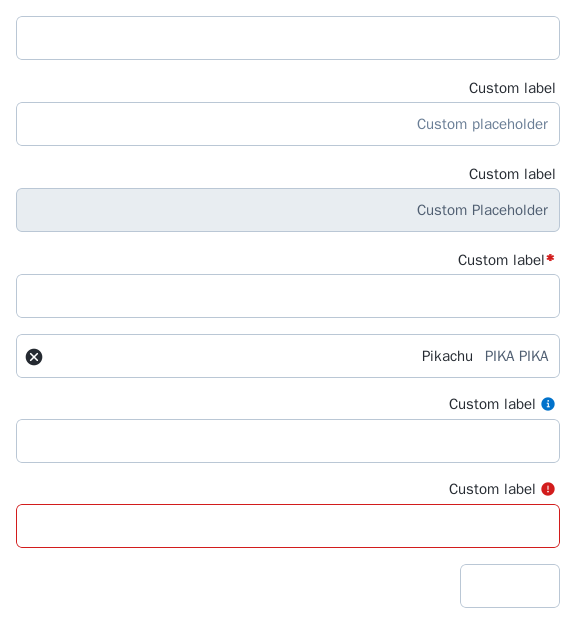 Custom label
Custom placeholder
Custom label
Custom Placeholder
Custom label*
Pikachu PIKA PIKA
Custom label
Custom label